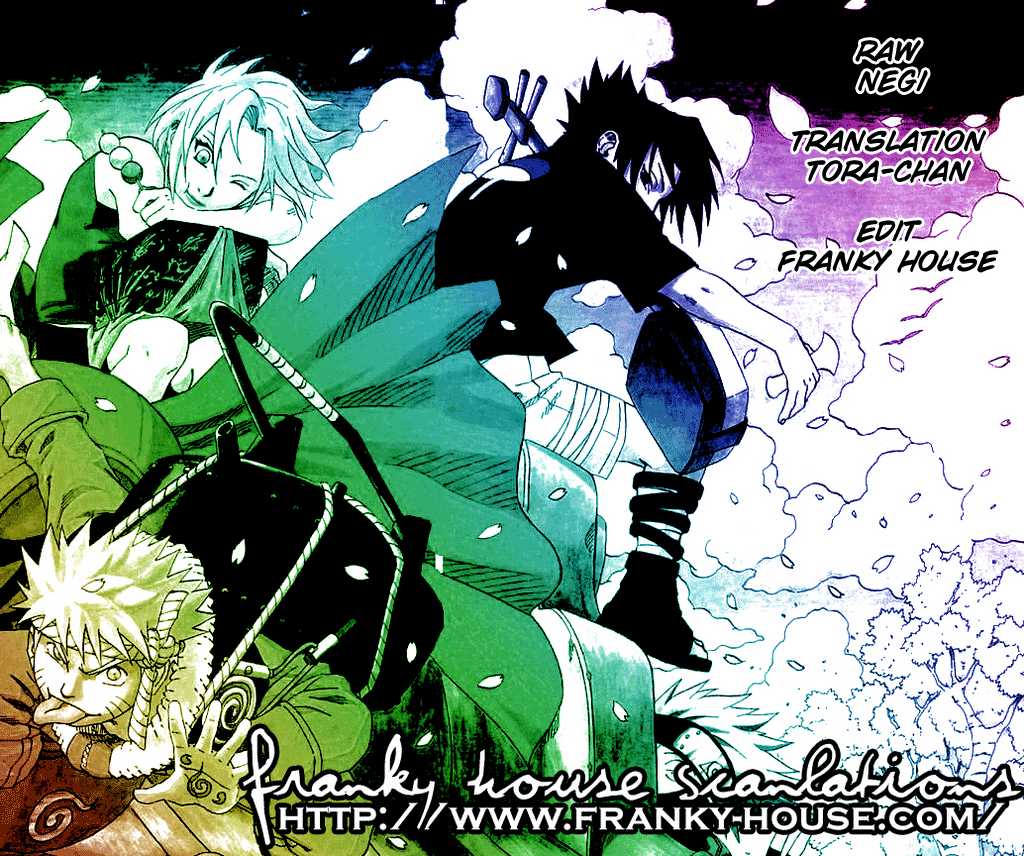 RAW
NEGI
TRANSLATION
TORA-CHAN
EDIT
FRANKY HOUSE
franky house scanlations
HTTP://WWW.FRANKY-HOUSE.COM/